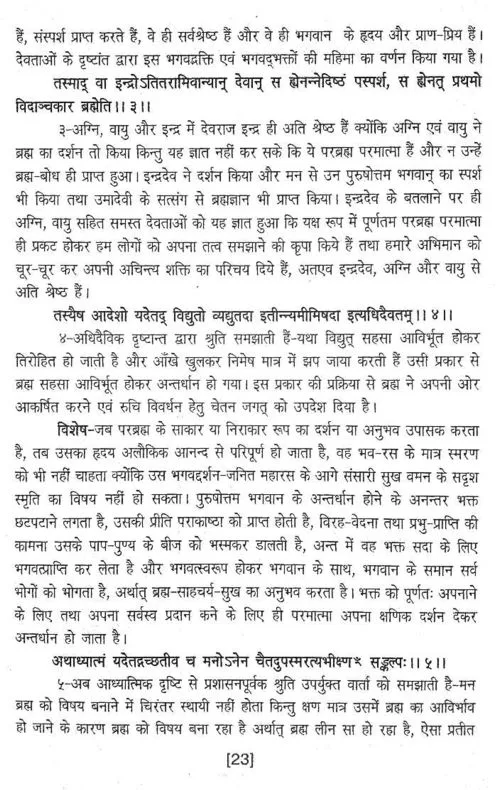 हैं, संस्पर्श प्राप्त करते हैं, वे ही सर्वश्रेष्ठ हैं और वे ही भगवान के हृदय और प्राण-प्रिय हैं।
देवताओं के दृष्टांत द्वारा इस भगवद्भक्ति एवं भगवद्भक्तों की महिमा का वर्णन किया गया है।
तस्माद् वा इन्द्रोऽतितरामिवान्यान् देवान् स ह्येनन्नेदिष्ठं पस्पर्श, स ह्येनत् प्रथमो
विदाञ्चकार ब्रह्मेति।। ३।।
३-अग्नि, वायु और इन्द्र में देवराज इन्द्र ही अति श्रेष्ठ हैं क्योंकि अग्नि एवं वायु ने
ब्रह्म का दर्शन तो किया किन्तु यह ज्ञात नहीं कर सके कि ये परब्रह्म परमात्मा हैं और न उन्हें
ब्रह्म-बोध ही प्राप्त हुआ। इन्द्रदेव ने दर्शन किया और मन से उन पुरुषोत्तम भगवान् का स्पर्श
भी किया तथा उमादेवी के सत्संग से ब्रह्मज्ञान भी प्राप्त किया। इन्द्रदेव के बतलाने पर ही
अग्नि, वायु सहित समस्त देवताओं को यह ज्ञात हुआ कि यक्ष रूप में पूर्णतम परब्रह्म परमात्मा
ही प्रकट होकर हम लोगों को अपना तत्व समझाने की कृपा किये हैं तथा हमारे अभिमान को
चूर-चूर कर अपनी अचिन्त्य शक्ति का परिचय दिये हैं, अतएव इन्द्रदेव, अग्नि और वायु से
अति श्रेष्ठ हैं।
तस्यैष आदेशो यदेतद् विद्युतो व्यद्युतदा इतीन्न्यमीमिषदा इत्यधिदैवतम्।। ४।।
४-अधिदैविक दृष्टान्त द्वारा श्रुति समझाती हैं-यथा विद्युत् सहसा आविर्भूत होकर
तिरोहित हो जाती है और आँखे खुलकर निमेष मात्र में झप जाया करती हैं उसी प्रकार से
ब्रह्म सहसा आविर्भूत होकर अन्तर्धान हो गया। इस प्रकार की प्रक्रिया से ब्रह्म ने अपनी ओर
आकर्षित करने एवं रुचि विवर्धन हेतु चेतन जगत् को उपदेश दिया है।
विशेष-जब परब्रह्म के साकार या निराकार रूप का दर्शन या अनुभव उपासक करता
है, तब उसका हृदय अलौकिक आनन्द से परिपूर्ण हो जाता है, वह भव-रस के मात्र स्मरण
को भी नहीं चाहता क्योंकि उस भगवद्दर्शन-जनित महारस के आगे संसारी सुख वमन के सदृश
स्मृति का विषय नहीं हो सकता। पुरुषोत्तम भगवान के अन्तर्धान होने के अनन्तर भक्त
छटपटाने लगता है, उसकी प्रीति पराकाष्ठा को प्राप्त होती है, विरह-वेदना तथा प्रभु-प्राप्ति की
कामना उसके पाप-पुण्य के बीज को भस्मकर डालती है, अन्त में वह भक्त सदा के लिए
भगवत्प्राप्ति कर लेता है और भगवत्स्वरूप होकर भगवान के साथ, भगवान के समान सर्व
भोगों को भोगता है, अर्थात् ब्रह्म-साहचर्य-सुख का अनुभव करता है। भक्त को पूर्णतः अपनाने
के लिए तथा अपना सर्वस्व प्रदान कने के लिए ही परमात्मा अपना क्षणिक दर्शन देकर
अन्तर्धान हो जाता है।
अथाध्यात्मं यदेतद्गच्छतीव च मनोऽनेन चैतदुपस्मरत्यभीक्ष्णꣳ सङ्कल्पः।। ५।।
५-अब आध्यात्मिक दृष्टि से प्रशासनपूर्वक श्रुति उपर्युक्त वार्ता को समझाती है-मन
ब्रह्म को विषय बनाने में चिरंतर स्थायी नहीं होता किन्तु क्षण मात्र उसमें ब्रह्म का आविर्भाव
हो जाने के कारण ब्रह्म को विषय बना रहा है अर्थात् ब्रह्म लीन सा हो रहा है, ऐसा प्रतीत
[23]